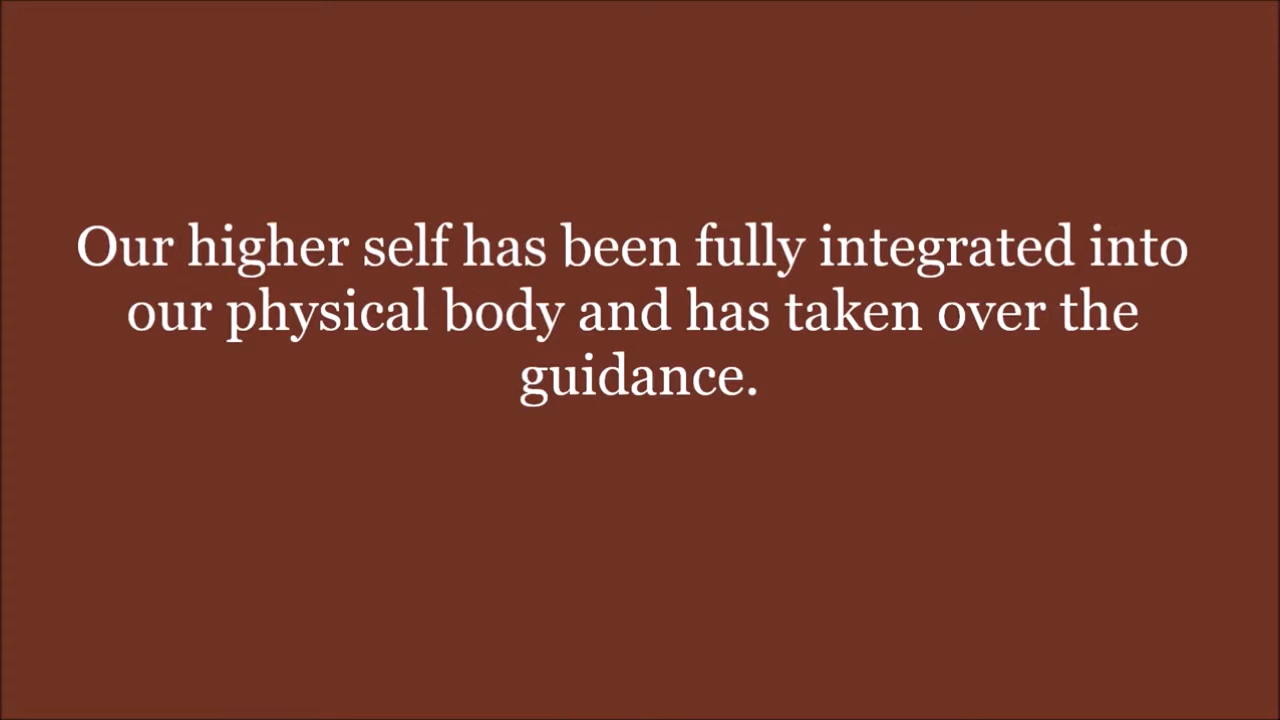 Our higher self has been fully integrated into
our physical body and has taken over the
guidance.